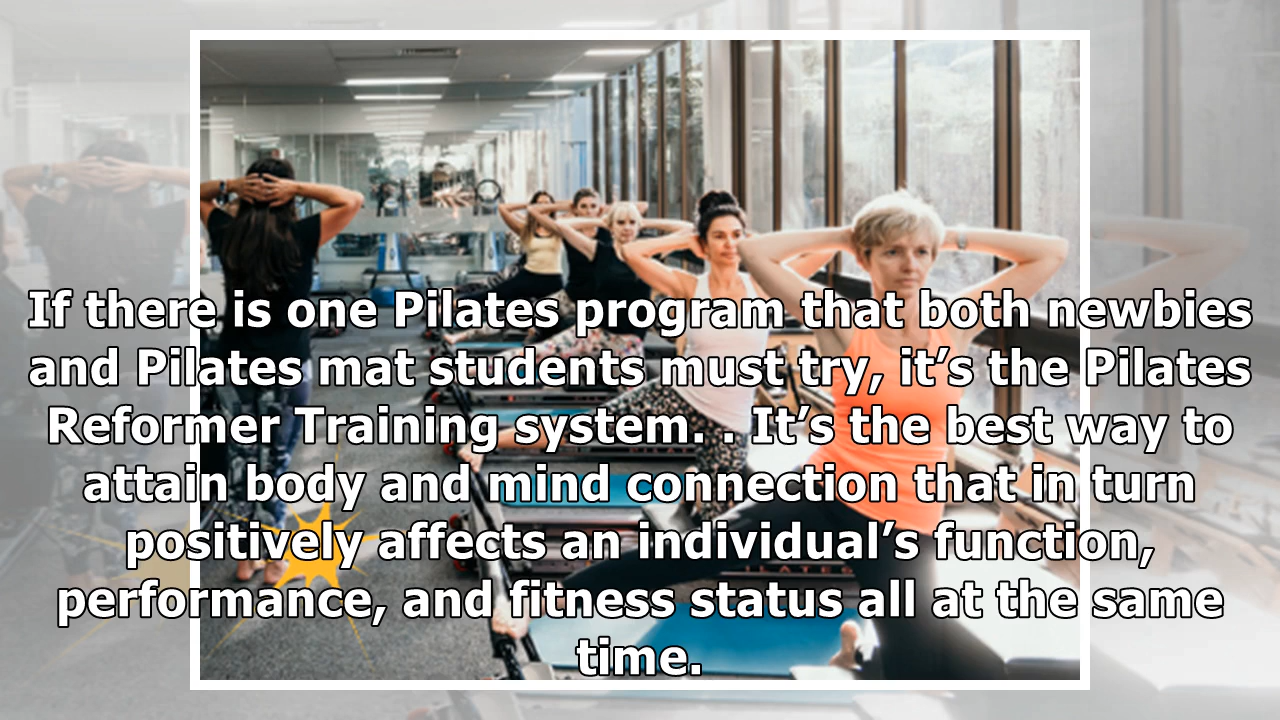 If there is one Pilates program that both newbies
and Pilates mat students must try, it’s the Pilates
Reformer Training system. . It’s the best way to
attain body and mind connection that in turn
positively affects an individual’s function,
performance, and fitness status all at the same
time.